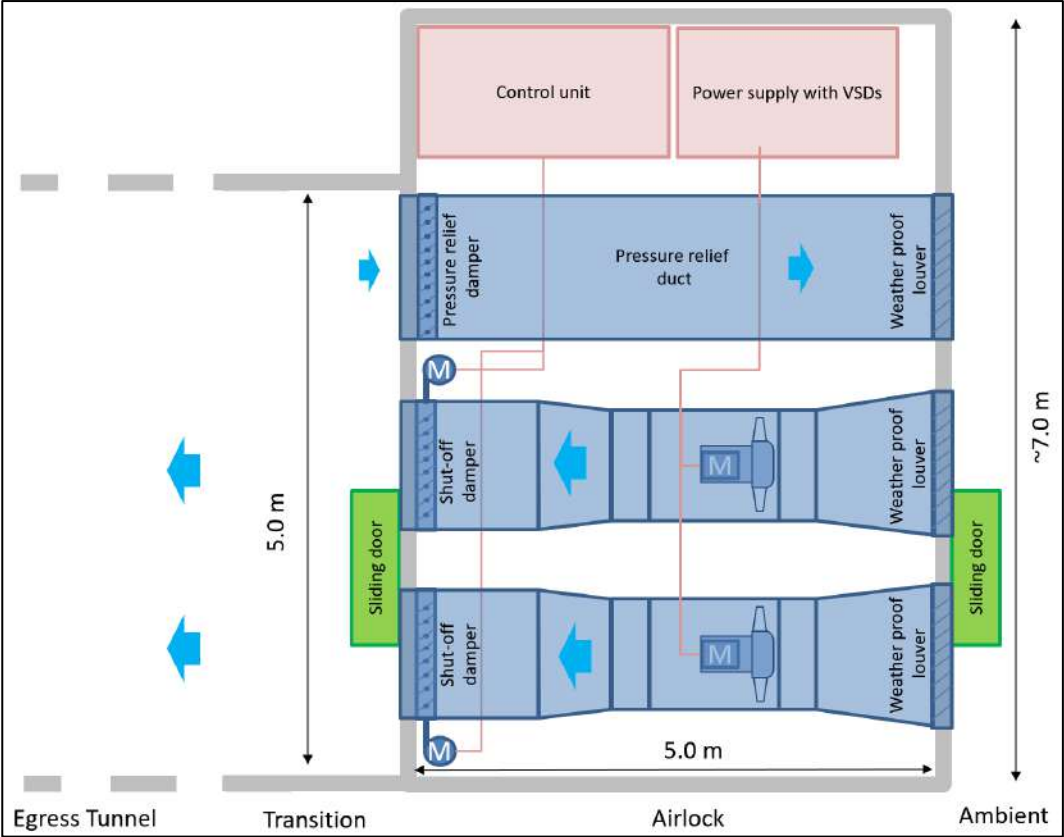 Control unit
Power supply with VSDs
Pressure relief
damper
Pressure relief
duct
Weather proof
louver
M
Shut-off
damper
M
Weather proof
louver
~7.0 m
5.0 m
Sliding door
Sliding door
Shut-off
damper
M
Weather proof
louver
M
5.0 m
Egress Tunnel
Transition
Airlock
Ambient